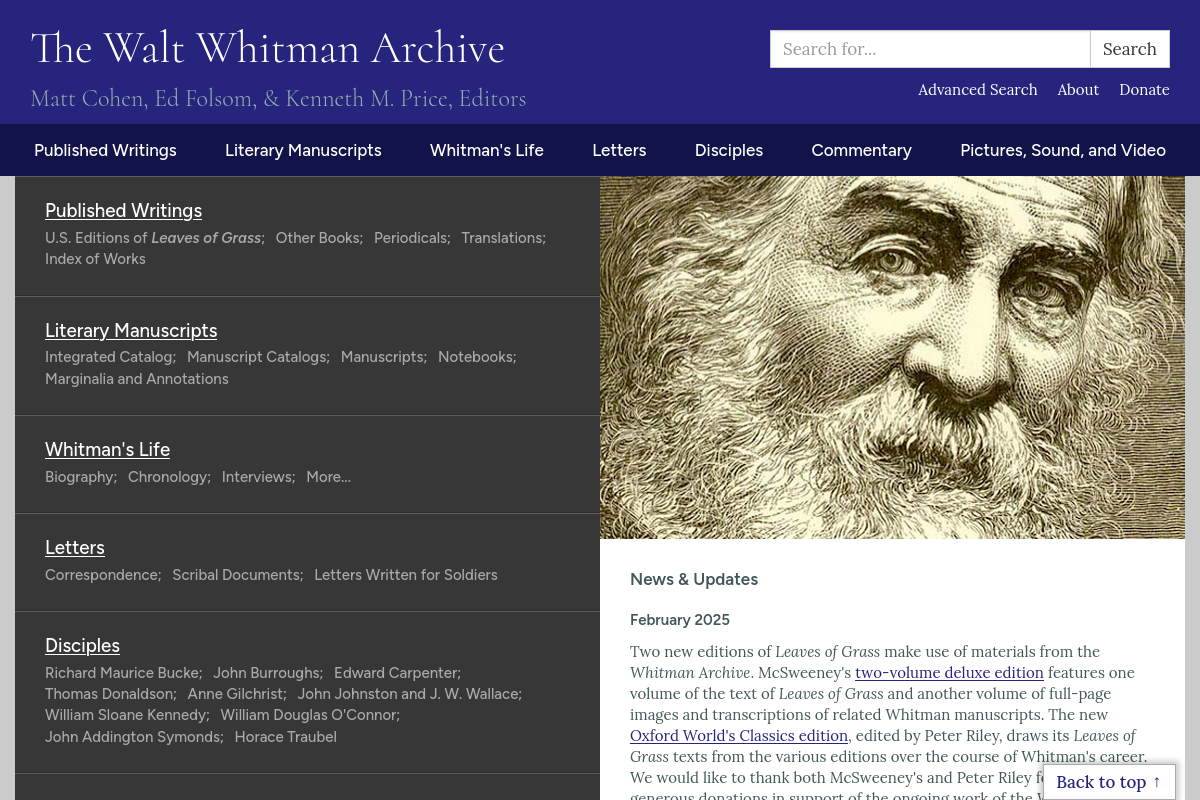 The Walt Whitman Archive
Matt Cohen, Ed Folsom, & Kenneth M. Price, Editors
Search for...
Search
Advanced Search About Donate
Published Writings Literary Manuscripts Whitman's Life Letters Disciples Commentary Pictures, Sound, and Video
Published Writings
U.S. Editions of Leaves of Grass; Other Books; Periodicals; Translations;
Index of Works
Literary Manuscripts
Integrated Catalog; Manuscript Catalogs; Manuscripts; Notebooks;
Marginalia and Annotations
Whitman's Life
Biography; Chronology; Interviews; More...
Letters
Correspondence; Scribal Documents; Letters Written for Soldiers
Disciples
Richard Maurice Bucke; John Burroughs; Edward Carpenter;
Thomas Donaldson; Anne Gilchrist; John Johnston and J. W. Wallace;
William Sloane Kennedy; William Douglas O'Connor;
John Addington Symonds; Horace Traubel
News & Updates
February 2025
Two new editions of Leaves of Grass make use of materials from the
Whitman Archive. McSweeney's two-volume deluxe edition features one
volume of the text of Leaves of Grass and another volume of full-page
images and transcriptions of related Whitman manuscripts. The new
Oxford World's Classics edition, edited by Peter Riley, draws its Leaves of
Grass texts from the various editions over the course of Whitman's career.
We would like to thank both McSweeney's and Peter Riley
generous donations in support of the ongoing work of the
Back to top ↑